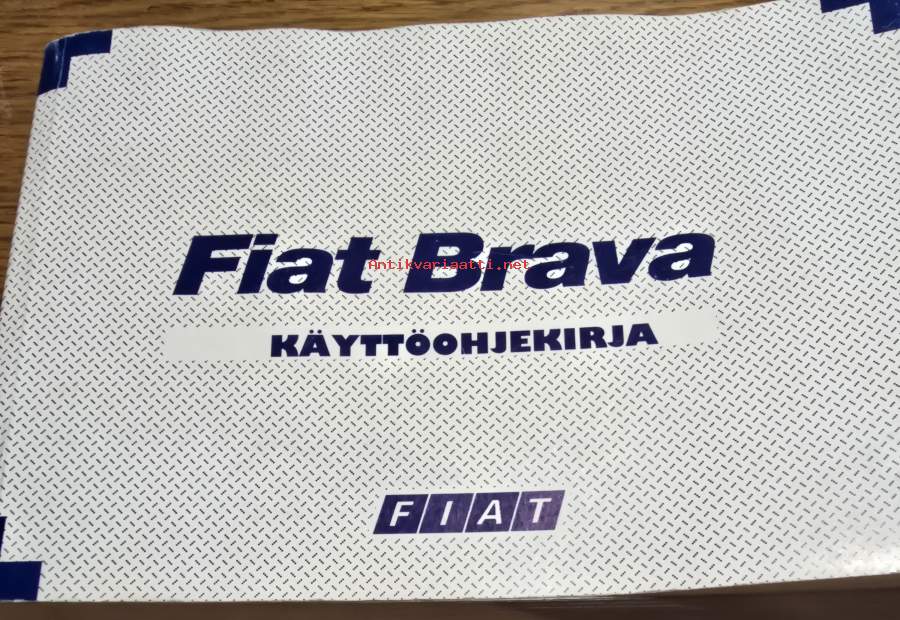 Fiat Brava
Antikvariaatti.net
KÄYTTÖOHJEKIRJA
FIAT